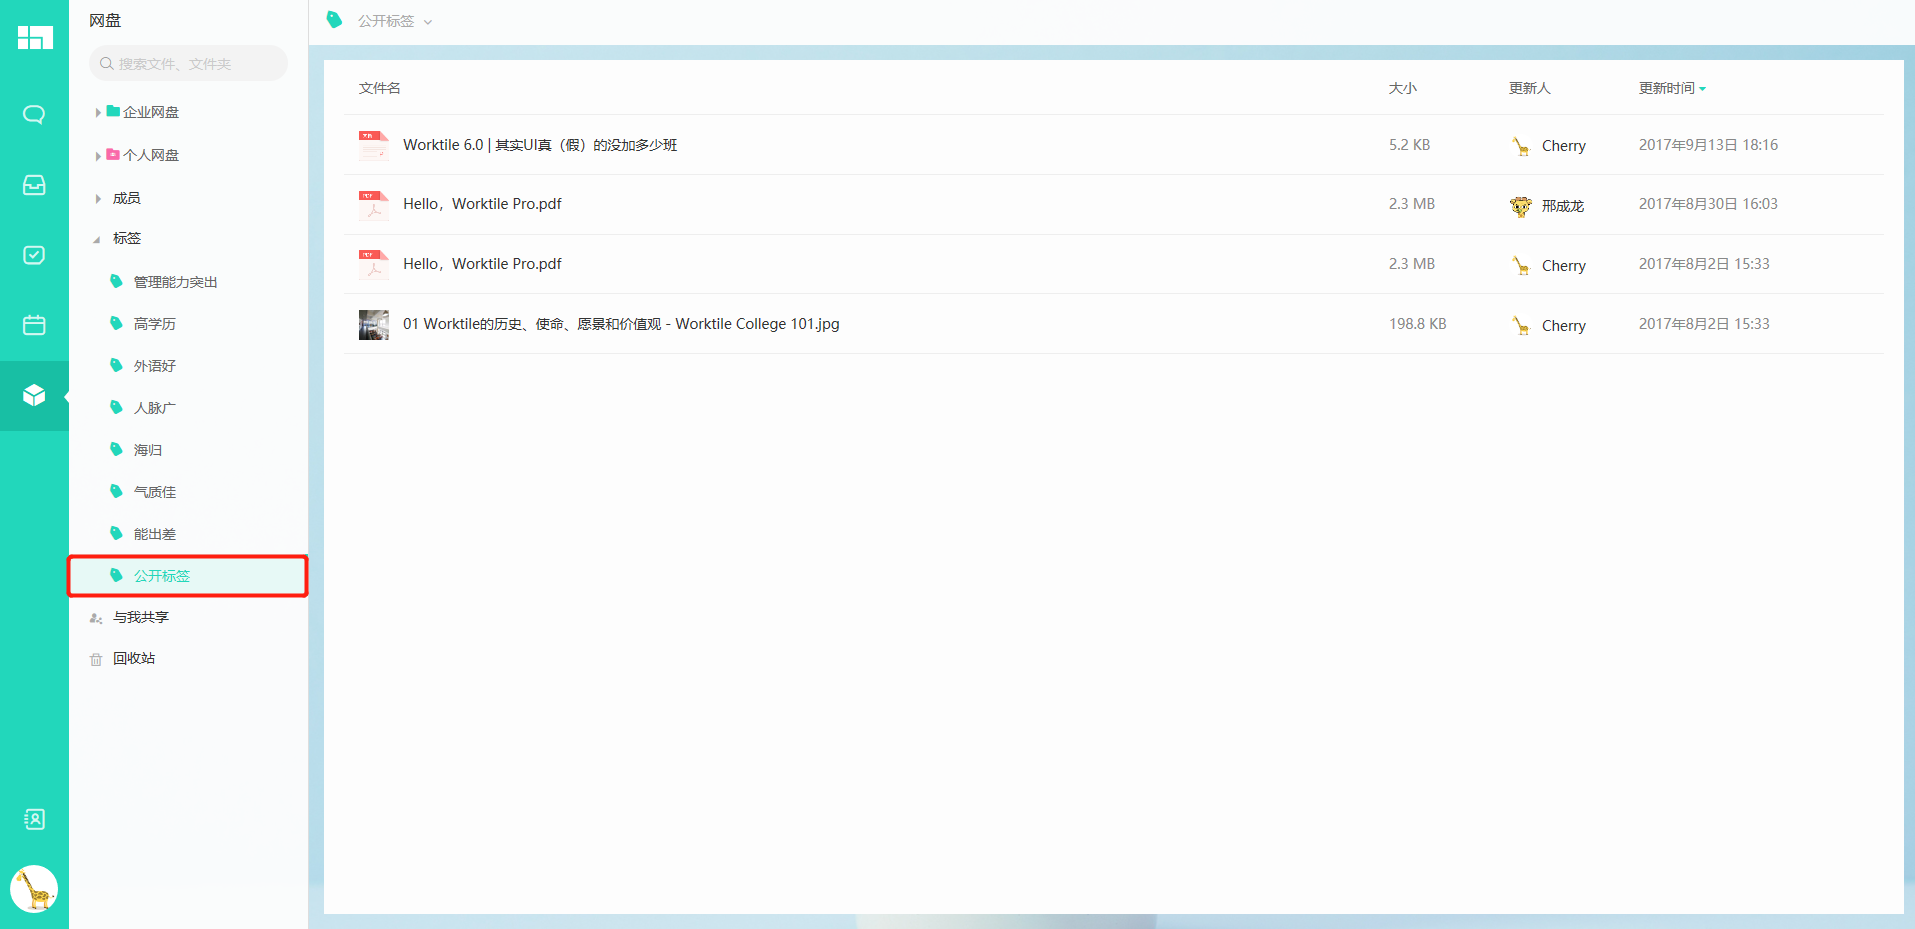 网盘
搜索文件、文件夹
企业网盘
个人网盘
成员
标签
管理能力突出
高学历
外语好
人脉广
海归
气质佳
能出差
公开标签
与我共享
回收站
公开标签
文件名 大小 更新人 更新时间
Worktile 6.0 | 其实UI真（假）的没加多少班 5.2 KB Cherry 2017年9月13日 18:16
PDF
Hello，Worktile Pro.pdf 2.3 MB 邢成龙 2017年8月30日 16:03
PDF
Hello，Worktile Pro.pdf 2.3 MB Cherry 2017年8月2日 15:33
01 Worktile的历史、使命、愿景和价值观 - Worktile College 101.jpg 198.8 KB Cherry 2017年8月2日 15:33